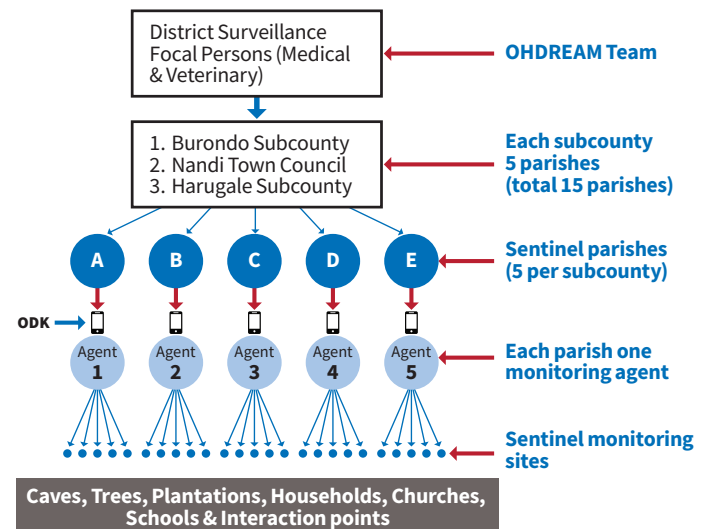 District Surveillance
Focal Persons (Medical
& Veterinary)
OHDREAM Team
1. Burondo Subcounty
2. Nandi Town Council
3. Harugale Subcounty
Each subcounty
5 parishes
(total 15 parishes)
A
B
C
D
E
Sentinel parishes
(5 per subcounty)
ODK
Agent
1
Agent
2
Agent
3
Agent
4
Agent
5
Each parish one
monitoring agent
Sentinel monitoring
sites
Caves, Trees, Plantations, Households, Churches,
Schools & Interaction points